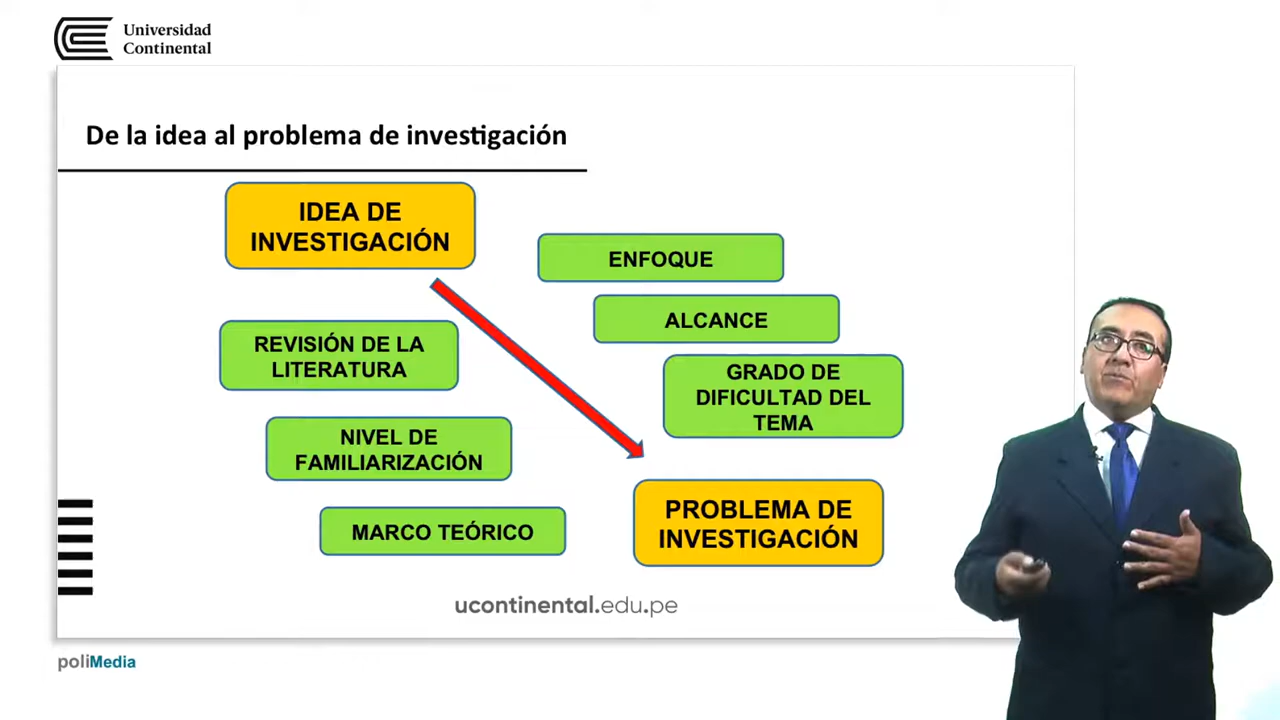 Universidad
Continental
De la idea al problema de investigación
IDEA DE
INVESTIGACIÓN
ENFOQUE
ALCANCE
REVISIÓN DE LA
LITERATURA
GRADO DE
DIFICULTAD DEL
TEMA
NIVEL DE
FAMILIARIZACIÓN
MARCO TEÓRICO
PROBLEMA DE
INVESTIGACIÓN
ucontinental.edu.pe
poliMedia